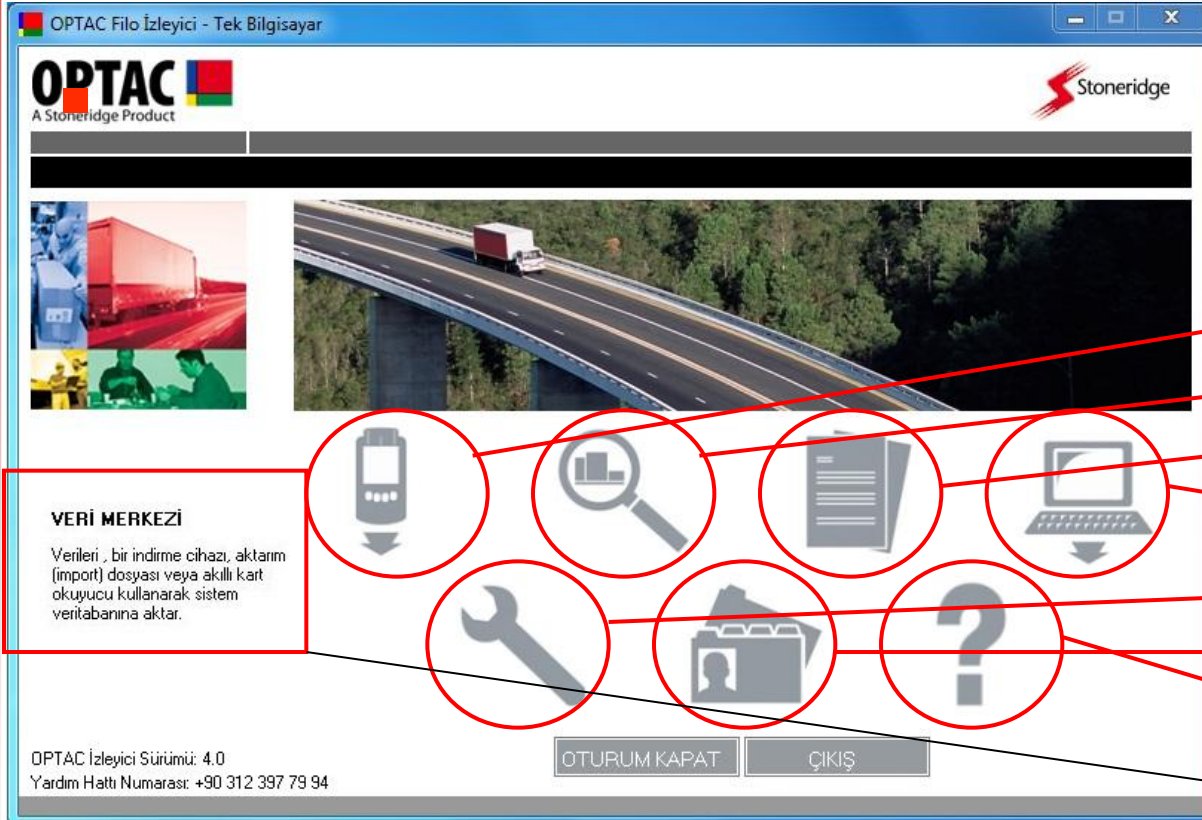 OPTAC Filo İzleyici - Tek Bilgisayar
OPTAC
A Stoneridge Product
Stoneridge
VERİ MERKEZİ
Verileri , bir indirme cihazı, aktarım
(import) dosyası veya akıllı kart
okuyucu kullanarak sistem
veritabanına aktar.
OPTAC İzleyici Sürümü: 4.0
Yardım Hattı Numarası: +90 312 397 79 94
OTURUM KAPAT
ÇIKIŞ